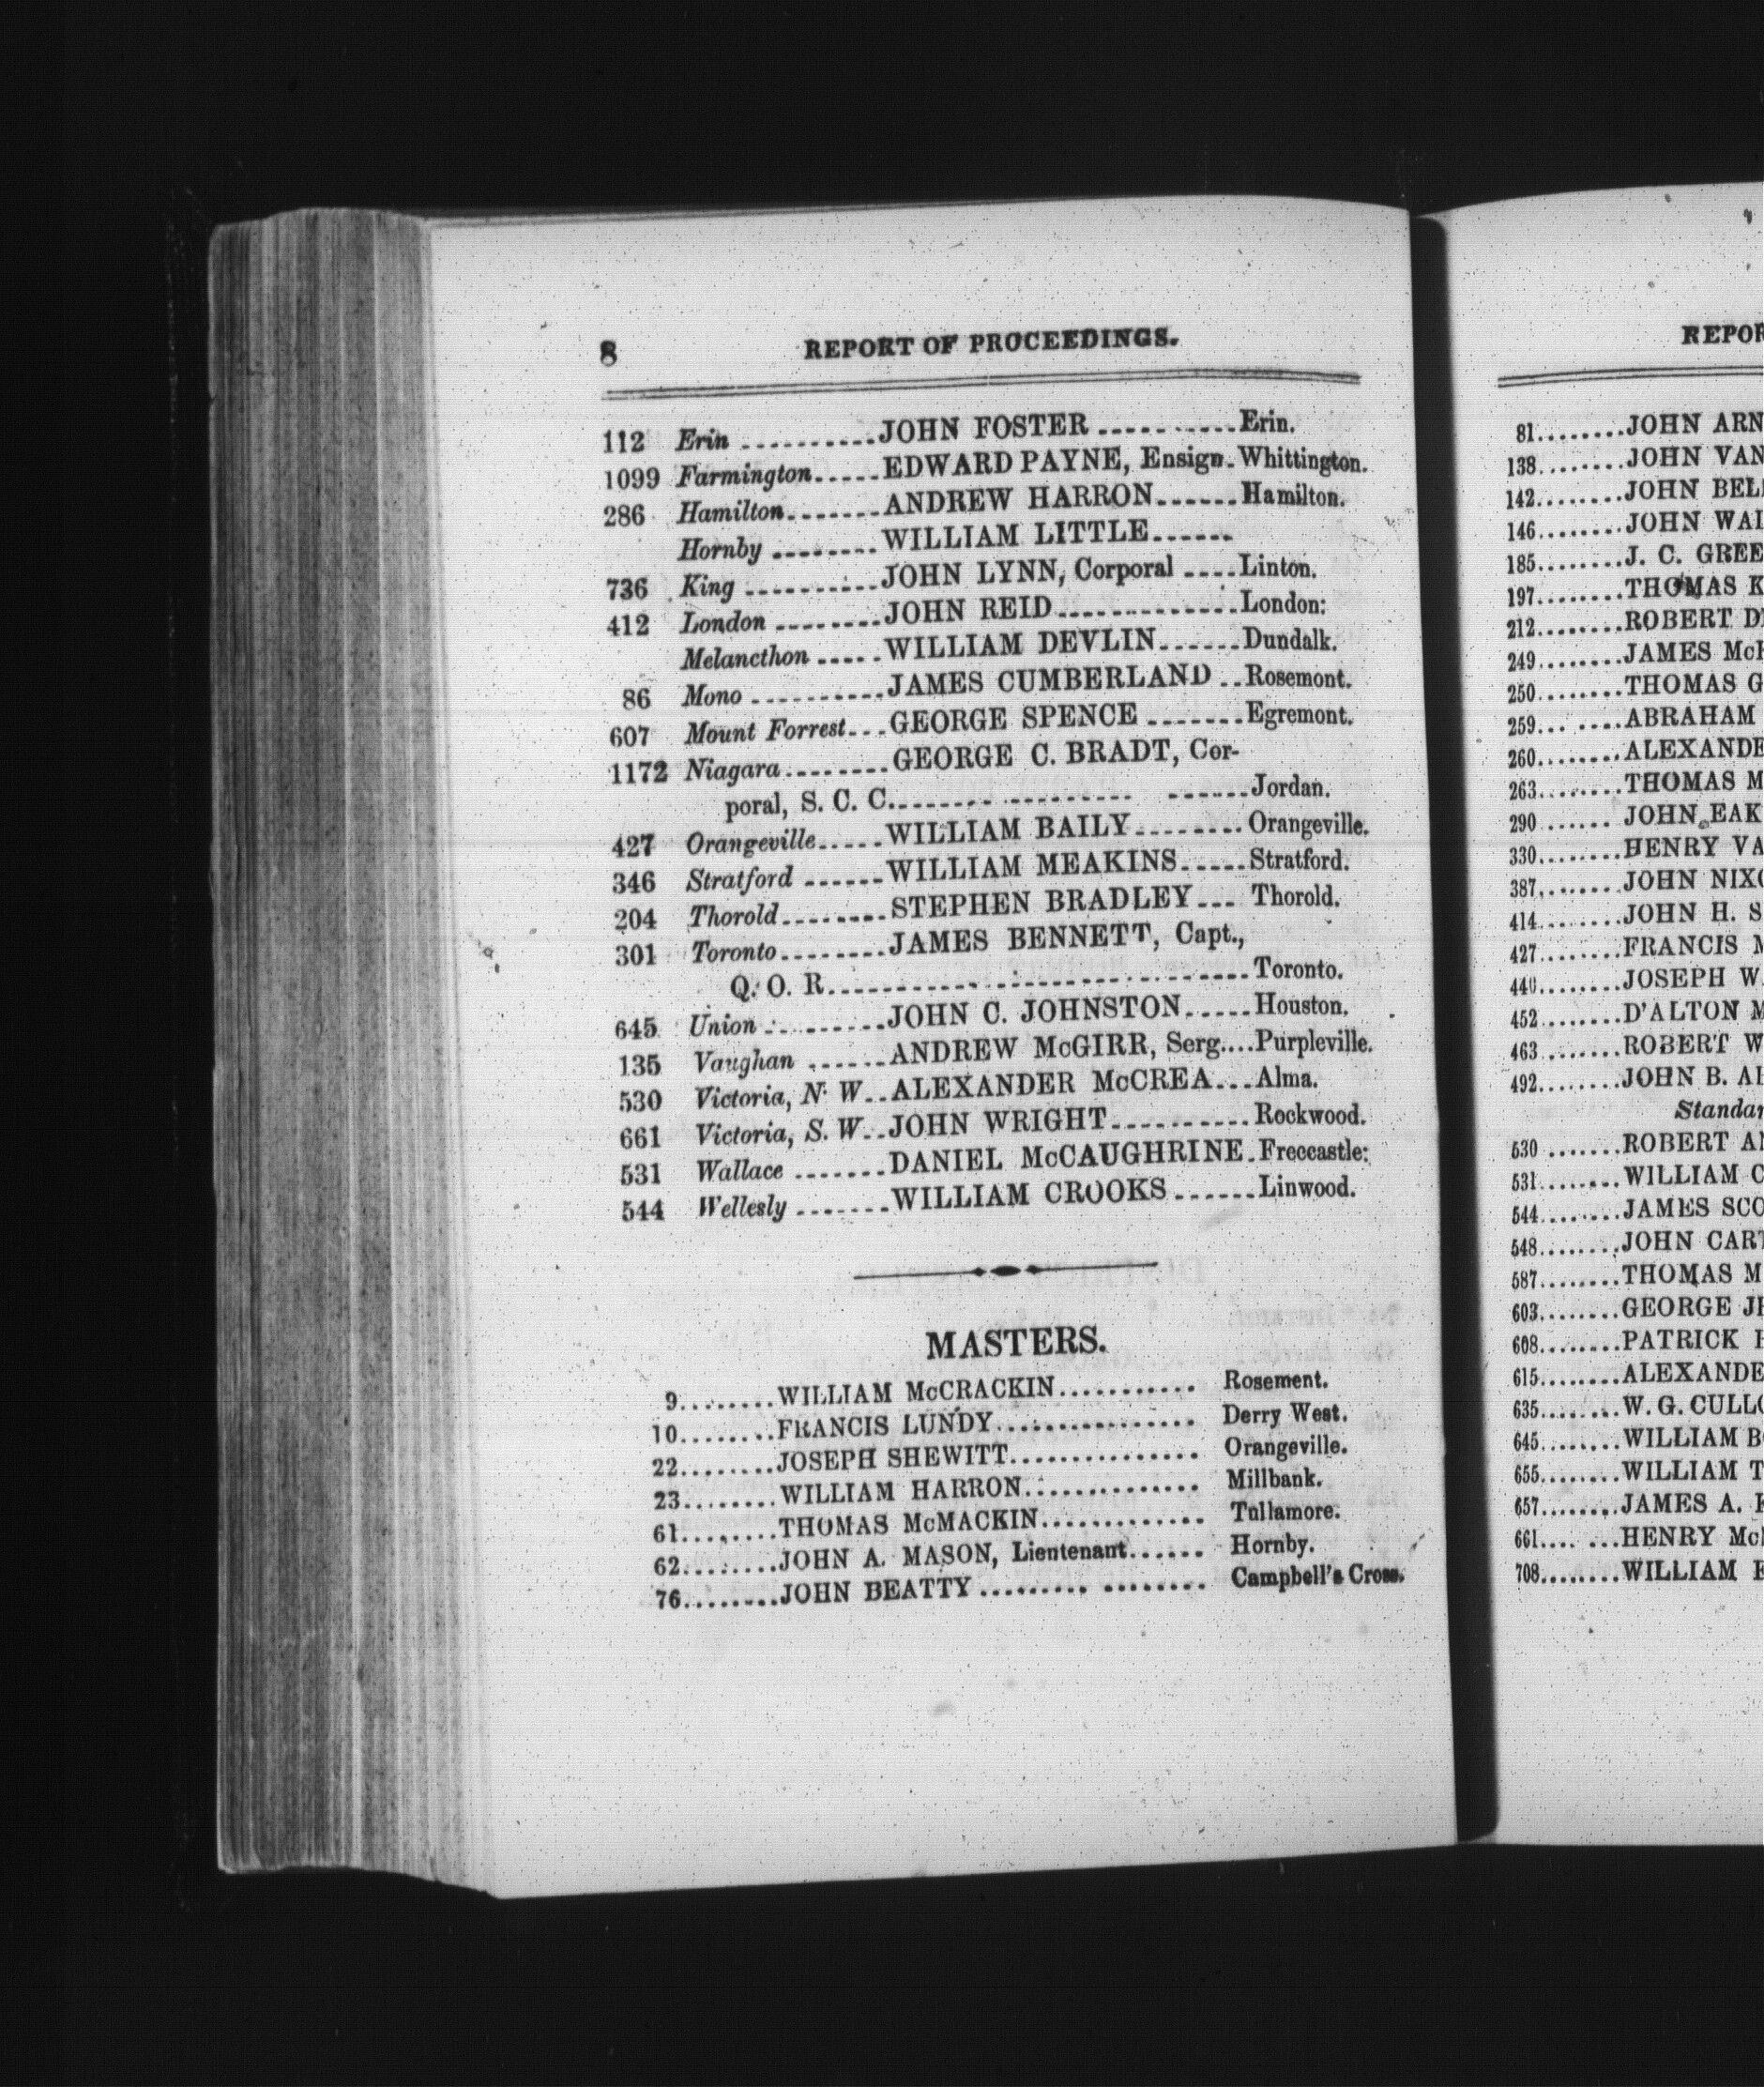 8 REPORT OF PROCEEDINGS.
112 Erin ..........JOHN FOSTER ..........Erin.
1099 Farmington.....EDWARD PAYNE, Ensign.Whittington.
286 Hamilton.......ANDREW HARRON......Hamilton.
Hornby ........WILLIAM LITTLE......
736 King ..........JOHN LYNN, Corporal ....Linton.
412 London ........JOHN REID.............London:
Melancthon .....WILLIAM DEVLIN......Dundalk.
86 Mono ..........JAMES CUMBERLAND ..Rosemont.
607 Mount Forrest...GEORGE SPENCE .......Egremont.
1172 Niagara........GEORGE C. BRADT, Cor-
poral, S. C. C........ ......... ......Jordan.
427 Orangeville.....WILLIAM BAILY........Orangeville.
346 Stratford ......WILLIAM MEAKINS.....Stratford.
204 Thorold........STEPHEN BRADLEY... Thorold.
301 Toronto........JAMES BENNETT, Capt.,
Q. O. R..............................Toronto.
645 Union .........JOHN C. JOHNSTON.....Houston.
135 Vaughan ......ANDREW McGIRR, Serg....Purpleville.
530 Victoria, N. W..ALEXANDER McCREA...Alma.
661 Victoria, S. W..JOHN WRIGHT..........Rockwood.
531 Wallace .......DANIEL McCAUGHRINE.Freecastle:
544 Wellesly .......WILLIAM CROOKS......Linwood.
MASTERS.
9........WILLIAM McCRACKIN........... Rosement.
10........FRANCIS LUNDY................ Derry West.
22........JOSEPH SHEWITT............... Orangeville.
23........WILLIAM HARRON.............. Millbank.
61........THOMAS McMACKIN............. Tullamore.
62........JOHN A. MASON, Lientenant...... Hornby.
76........JOHN BEATTY ......... ........ Campbell's Cross.
REPOR
81........JOHN ARN
138........JOHN VAN
142........JOHN BEL
146........JOHN WAI
185........J. C. GREE
197........THOMAS K
212........ROBERT D
249........JAMES McF
250........THOMAS G
259... ....ABRAHAM
260........ALEXANDE
263........THOMAS M
290...... JOHN EAK
330........HENRY VA
387........JOHN NIXO
414.......JOHN H. S
427.......FRANCIS M
440........JOSEPH W
452.......D'ALTON M
463.......ROBERT W
492........JOHN B. AI
Standar
530 .......ROBERT A
531........WILLIAM C
544........JAMES SCO
548........JOHN CART
587........THOMAS M
603........GEORGE J
608........PATRICK
615........ALEXANDE
635........W. G. CULLO
645........WILLIAM B
655........WILLIAM T
657........JAMES A.
661.... ...HENRY Mc
708........WILLIAM